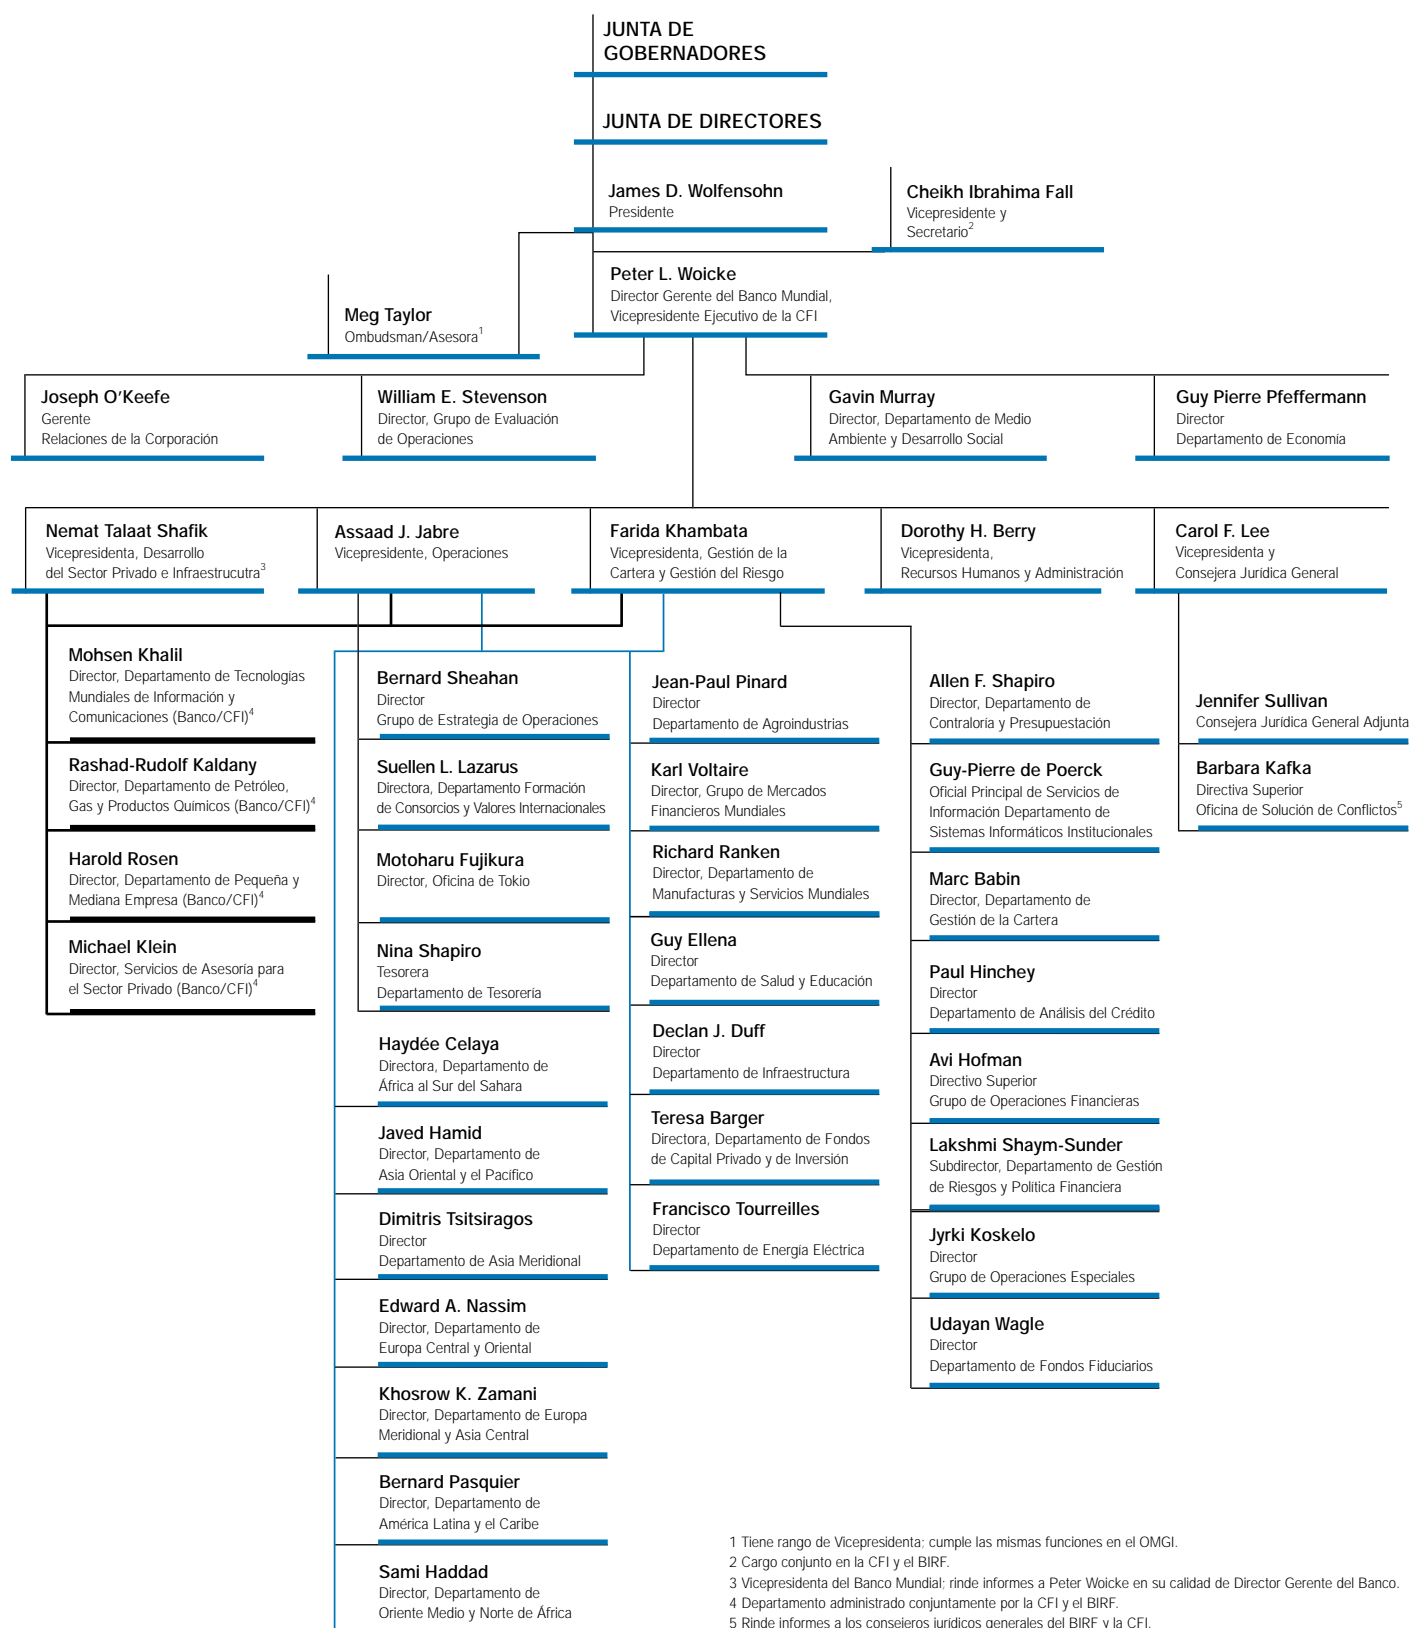 JUNTA DE
GOBERNADORES
JUNTA DE DIRECTORES
James D. Wolfensohn
Presidente
Cheikh Ibrahima Fall
Vicepresidente y
Secretario2
Peter L. Woicke
Director Gerente del Banco Mundial,
Vicepresidente Ejecutivo de la CFI
Meg Taylor
Ombudsman/Asesora1
Joseph O'Keefe
Gerente
Relaciones de la Corporación
William E. Stevenson
Director, Grupo de Evaluación
de Operaciones
Gavin Murray
Director, Departamento de Medio
Ambiente y Desarrollo Social
Guy Pierre Pfeffermann
Director
Departamento de Economía
Nemat Talaat Shafik
Vicepresidenta, Desarrollo
del Sector Privado e Infraestrucutra3
Assaad J. Jabre
Vicepresidente, Operaciones
Farida Khambata
Vicepresidenta, Gestión de la
Cartera y Gestión del Riesgo
Dorothy H. Berry
Vicepresidenta,
Recursos Humanos y Administración
Carol F. Lee
Vicepresidenta y
Consejera Jurídica General
Mohsen Khalil
Director, Departamento de Tecnologías
Mundiales de Información y
Comunicaciones (Banco/CFI)4
Rashad-Rudolf Kaldany
Director, Departamento de Petróleo,
Gas y Productos Químicos (Banco/CFI)4
Harold Rosen
Director, Departamento de Pequeña y
Mediana Empresa (Banco/CFI)4
Michael Klein
Director, Servicios de Asesoría para
el Sector Privado (Banco/CFI)4
Bernard Sheahan
Director
Grupo de Estrategia de Operaciones
Suellen L. Lazarus
Directora, Departamento Formación
de Consorcios y Valores Internacionales
Motoharu Fujikura
Director, Oficina de Tokio
Nina Shapiro
Tesorera
Departamento de Tesorería
Haydée Celaya
Directora, Departamento de
África al Sur del Sahara
Javed Hamid
Director, Departamento de
Asia Oriental y el Pacífico
Dimitris Tsitsiragos
Director
Departamento de Asia Meridional
Edward A. Nassim
Director, Departamento de
Europa Central y Oriental
Khosrow K. Zamani
Director, Departamento de Europa
Meridional y Asia Central
Bernard Pasquier
Director, Departamento de
América Latina y el Caribe
Sami Haddad
Director, Departamento de
Oriente Medio y Norte de África
Jean-Paul Pinard
Director
Departamento de Agroindustrias
Karl Voltaire
Director, Grupo de Mercados
Financieros Mundiales
Richard Ranken
Director, Departamento de
Manufacturas y Servicios Mundiales
Guy Ellena
Director
Departamento de Salud y Educación
Declan J. Duff
Director
Departamento de Infraestructura
Teresa Barger
Directora, Departamento de Fondos
de Capital Privado y de Inversión
Francisco Tourreilles
Director
Departamento de Energía Eléctrica
Allen F. Shapiro
Director, Departamento de
Contraloría y Presupuestación
Guy-Pierre de Poerck
Oficial Principal de Servicios de
Información Departamento de
Sistemas Informáticos Institucionales
Marc Babin
Director, Departamento de
Gestión de la Cartera
Paul Hinchey
Director
Departamento de Análisis del Crédito
Avi Hofman
Directivo Superior
Grupo de Operaciones Financieras
Lakshmi Shaym-Sunder
Subdirector, Departamento de Gestión
de Riesgos y Política Financiera
Jyrki Koskelo
Director
Grupo de Operaciones Especiales
Udayan Wagle
Director
Departamento de Fondos Fiduciarios
Jennifer Sullivan
Consejera Jurídica General Adjunta
Barbara Kafka
Directiva Superior
Oficina de Solución de Conflictos5
1 Tiene rango de Vicepresidenta; cumple las mismas funciones en el OMGI.
2 Cargo conjunto en la CFI y el BIRF.
3 Vicepresidenta del Banco Mundial; rinde informes a Peter Woicke en su calidad de Director Gerente del Banco.
4 Departamento administrado conjuntamente por la CFI y el BIRF.
5 Rinde informes a los consejeros jurídicos generales del BIRF y la CFI.